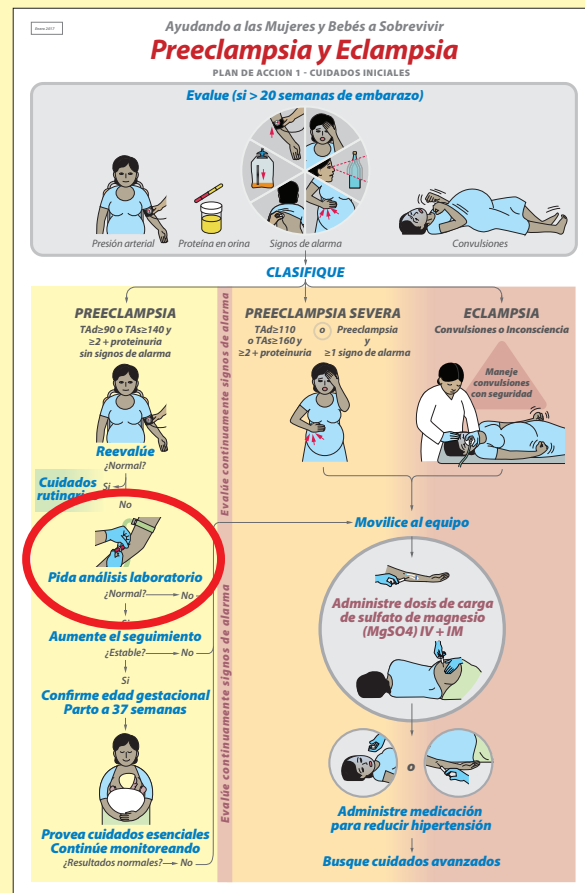 Enero 2017
Ayudando a las Mujeres y Bebés a Sobrevivir
Preeclampsia y Eclampsia
PLAN DE ACCION 1 - CUIDADOS INICIALES
Evalue (si > 20 semanas de embarazo)
Presión arterial
Proteína en orina
Signos de alarma
Convulsiones
CLASIFIQUE
PREECLAMPSIA
TAd≥90 o TAs≥140 y
≥2 + proteinuria
sin signos de alarma
Reevalúe
¿Normal?
Si
Cuidados
No
Pida análisis laboratorio
¿Normal?
No
Si
Aumente el seguimiento
¿Estable?
No
Si
Confirme edad gestacional
Parto a 37 semanas
Provea cuidados esenciales
Continúe monitoreando
¿Resultados normales?
No
Evalúe continuamente signos de alarma
Evalúe continuamente signos de alarma
PREECLAMPSIA SEVERA
TAd≥110
o TAs≥160 y
≥2 + proteinuria
o
Preeclampsia
y
≥1 signo de alarma
ECLAMPSIA
Convulsiones o Inconsciencia
Maneje
convulsiones
con seguridad
Movilice al equipo
Administre dosis de carga
de sulfato de magnesio
(MgSO4) IV + IM
o
Administre medicación
para reducir hipertensión
Busque cuidados avanzados